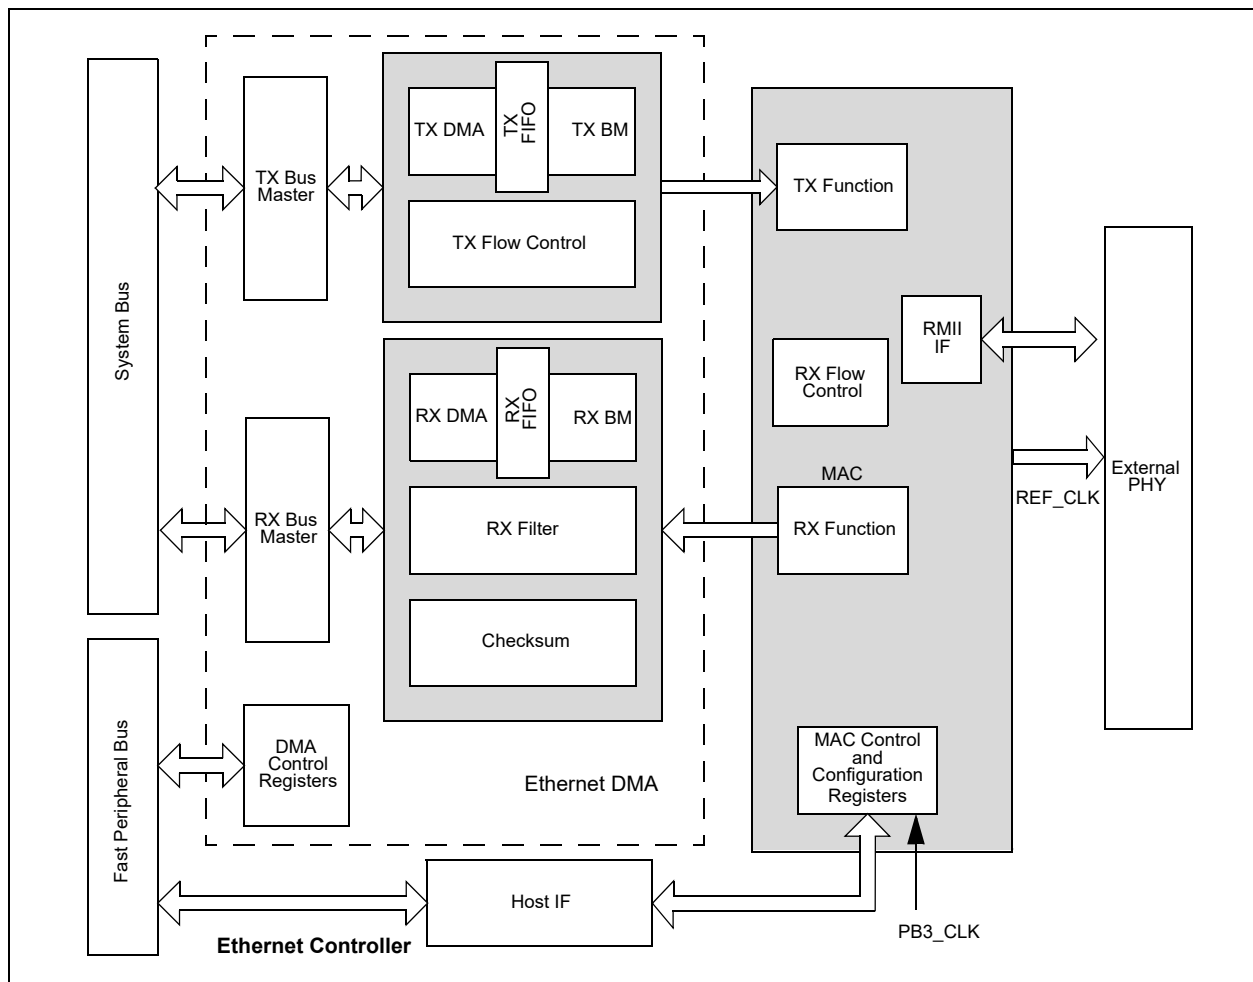 System Bus
TX Bus
Master
TX DMA
TX
FIFO
TX BM
TX Flow Control
TX Function
RMII
IF
RX Flow
Control
RX DMA
RX
FIFO
RX BM
RX Bus
Master
RX Filter
Checksum
MAC
RX Function
REF_CLK
External
PHY
Fast Peripheral Bus
DMA
Control
Registers
Ethernet DMA
MAC Control
and
Configuration
Registers
Host IF
PB3_CLK
Ethernet Controller